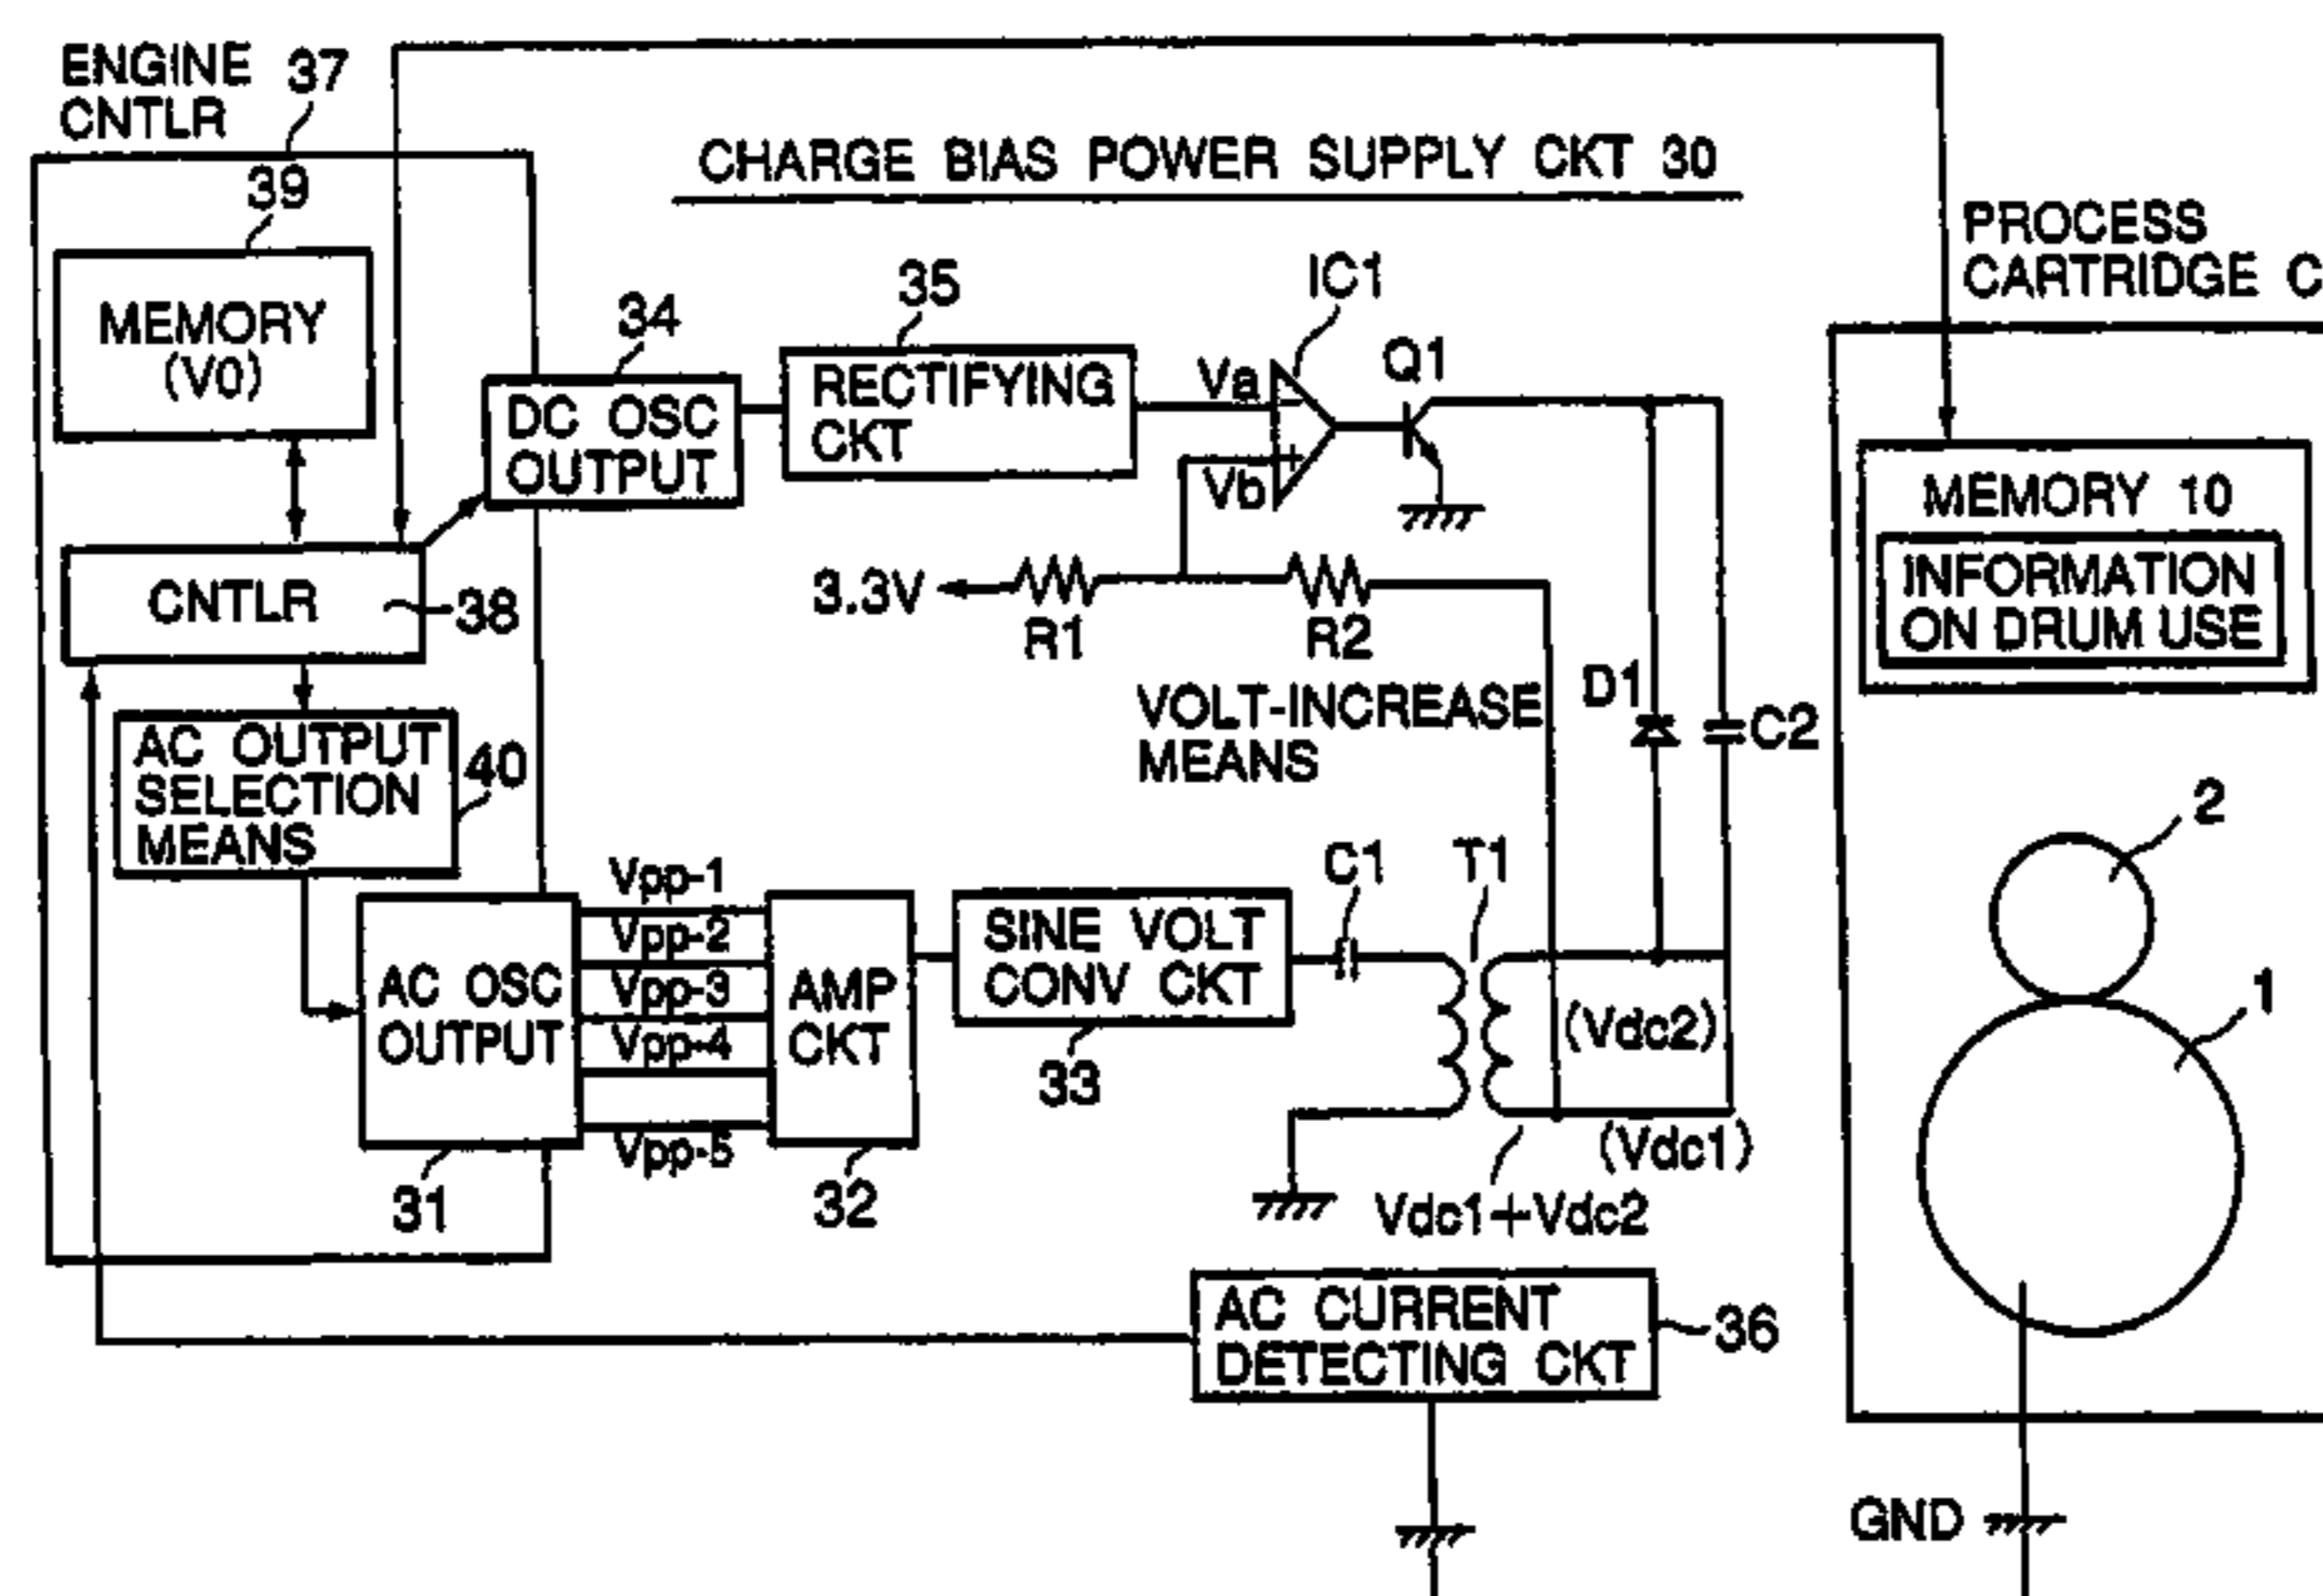 ENGINE
CNTLR
37
CHARGE BIAS POWER SUPPLY CKT 30
39
MEMORY
(V0)
34
DC OSC
OUTPUT
35
RECTIFYING
CKT
Va
Vb
IC1
Q1
PROCESS
CARTRIDGE C
MEMORY 10
INFORMATION
ON DRUM USE
CNTLR
38
3.3V
R1
R2
VOLT-INCREASE
MEANS
D1
C2
AC OUTPUT
SELECTION
MEANS
40
2
1
Vpp-1
Vpp-2
Vpp-3
Vpp-4
Vpp-5
AC OSC
OUTPUT
31
AMP
CKT
32
SINE VOLT
CONV CKT
33
C1
T1
(Vdc2)
(Vdc1)
Vdc1+Vdc2
AC CURRENT
DETECTING CKT
36
GND